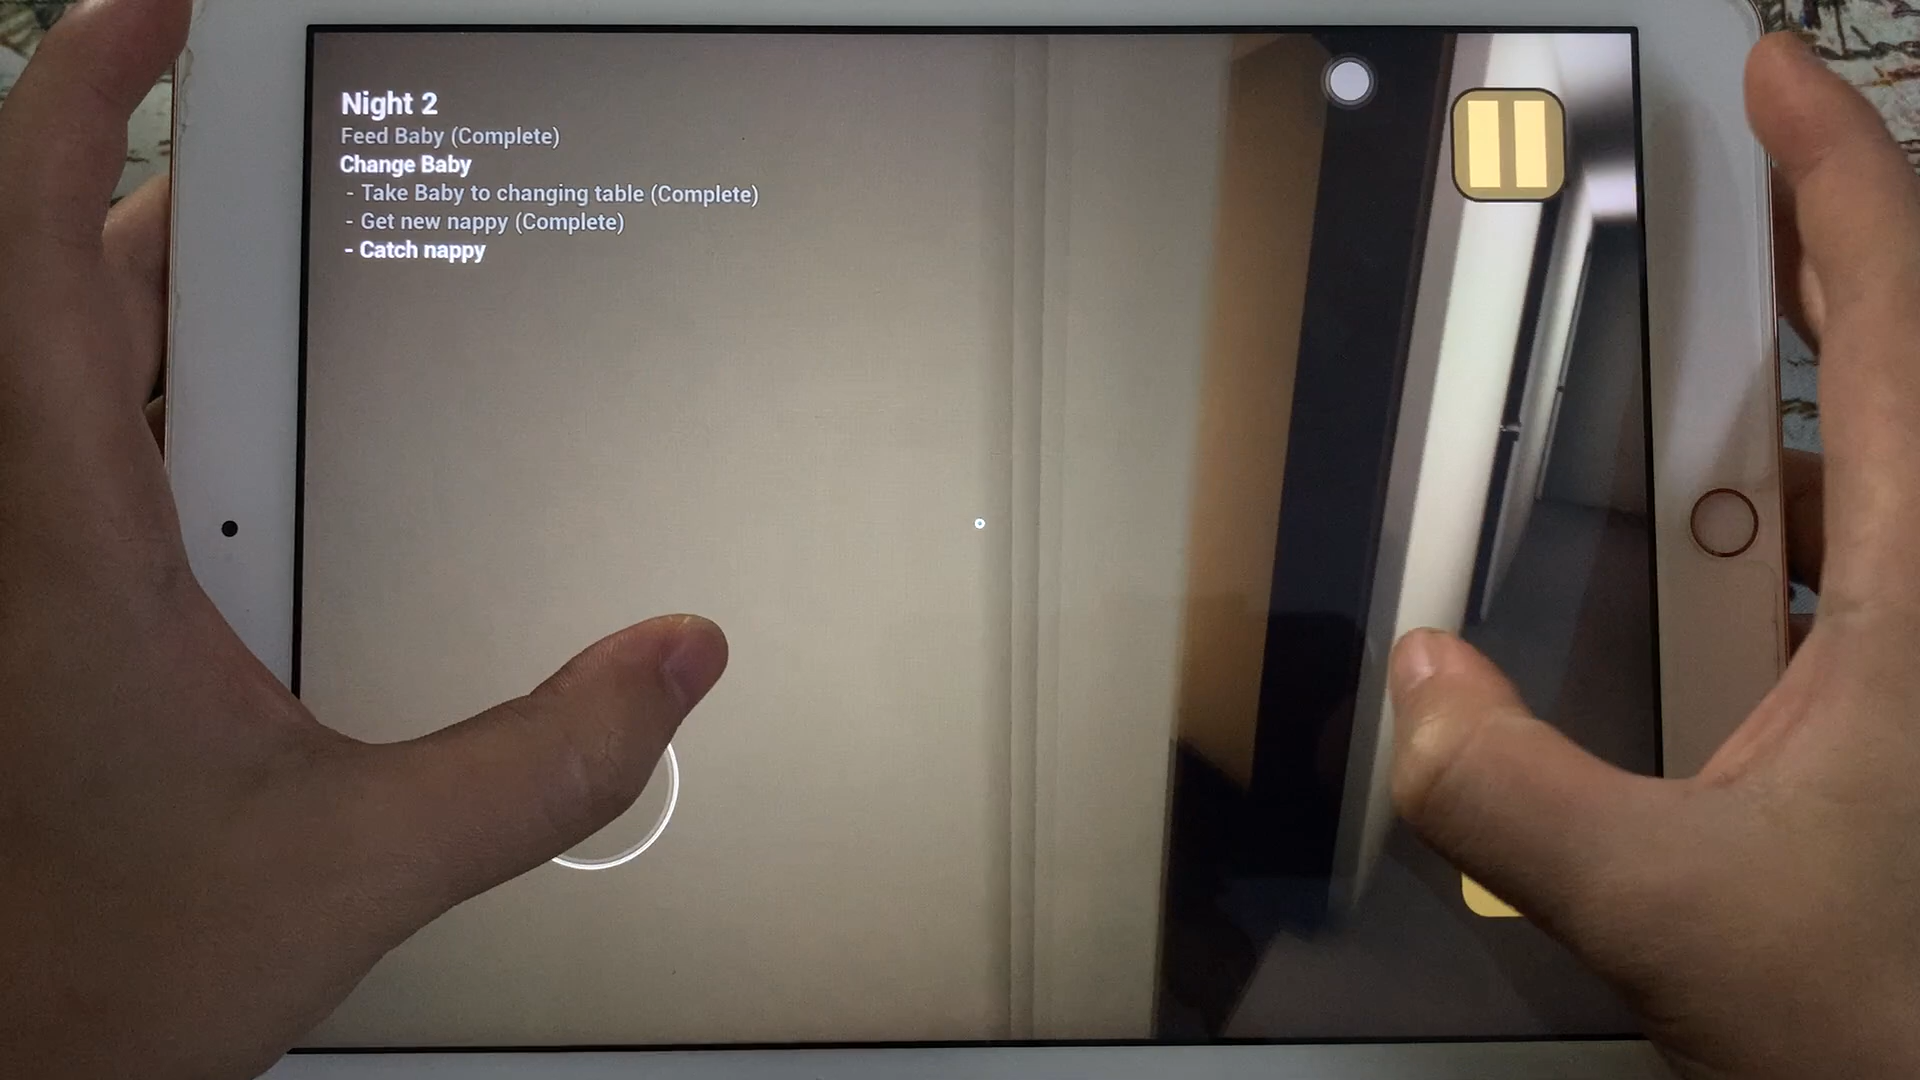 Night 2
Feed Baby (Complete)
Change Baby
- Take Baby to changing table (Complete)
- Get new nappy (Complete)
- Catch nappy